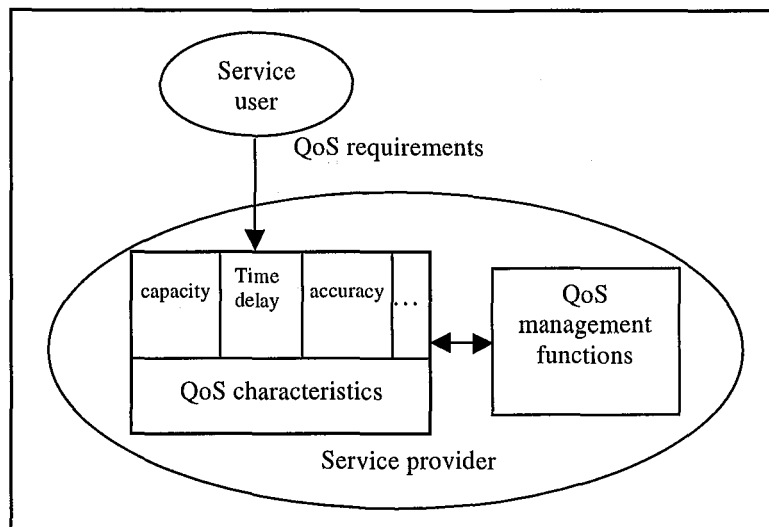 Service
user
QoS requirements
capacity
Time
delay
accuracy
...
QoS
management
functions
QoS characteristics
Service provider